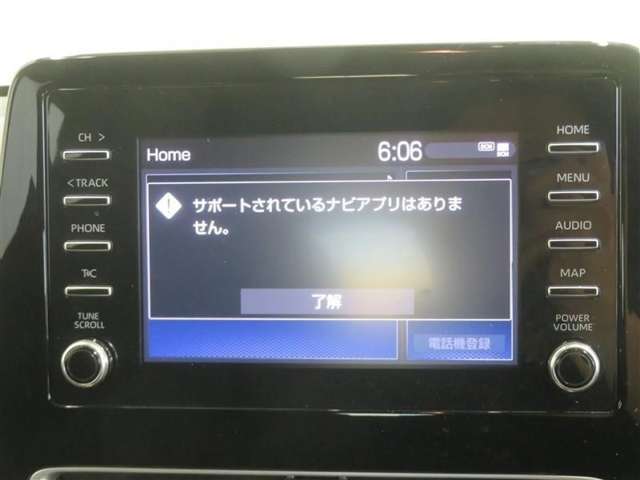 CH >
<TRACK
PHONE
TUNE
SCROLL
Home
6:06
サポートされているナビアプリはありま
せん。
了解
電話機登録
HOME
MENU
AUDIO
MAP
POWER
VOLUME